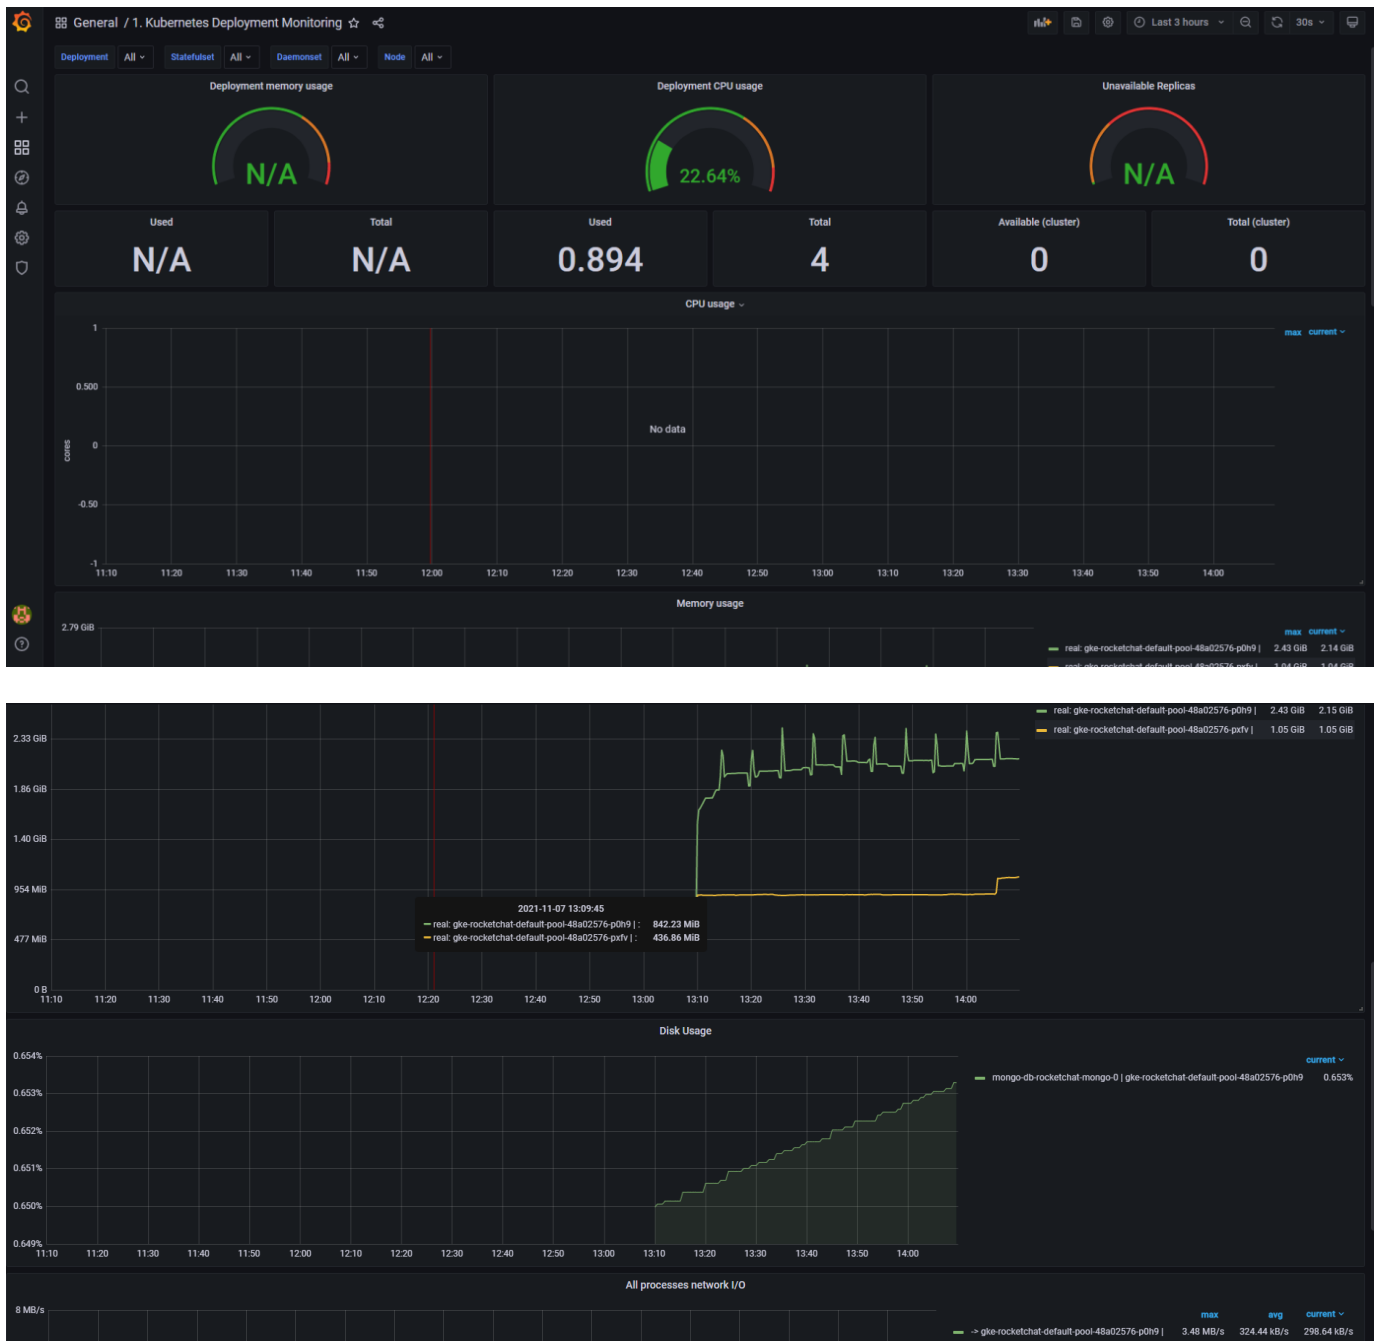 General / 1. Kubernetes Deployment Monitoring
Last 3 hours
30s
Deployment All Statefulset All Daemonset All Node All
Deployment memory usage
N/A
Deployment CPU usage
22.64%
Unavailable Replicas
N/A
Used
N/A
Total
N/A
Used
0.894
Total
4
Available (cluster)
0
Total (cluster)
0
CPU usage
1
0.500
0
-0.50
-1
cores
No data
max current
11:10 11:20 11:30 11:40 11:50 12:00 12:10 12:20 12:30 12:40 12:50 13:00 13:10 13:20 13:30 13:40 13:50 14:00
Memory usage
2.79 GiB
max current
real: gke-rocketchat-default-pool-48a02576-p0h9 | 2.43 GiB 2.14 GiB
real: gke-rocketchat-default-pool-48a02576-pxfv | 1.04 GiB 1.04 GiB
real: gke-rocketchat-default-pool-48a02576-p0h9 | 2.43 GiB 2.15 GiB
real: gke-rocketchat-default-pool-48a02576-pxfv | 1.05 GiB 1.05 GiB
2.33 GiB
1.86 GiB
1.40 GiB
954 MiB
477 MiB
0 B
2021-11-07 13:09:45
real: gke-rocketchat-default-pool-48a02576-p0h9 | : 842.23 MiB
real: gke-rocketchat-default-pool-48a02576-pxfv | : 436.86 MiB
11:10 11:20 11:30 11:40 11:50 12:00 12:10 12:20 12:30 12:40 12:50 13:00 13:10 13:20 13:30 13:40 13:50 14:00
Disk Usage
0.654%
0.653%
0.652%
0.651%
0.650%
0.649%
current
mongo-db-rocketchat-mongo-0 | gke-rocketchat-default-pool-48a02576-p0h9 0.653%
11:10 11:20 11:30 11:40 11:50 12:00 12:10 12:20 12:30 12:40 12:50 13:00 13:10 13:20 13:30 13:40 13:50 14:00
All processes network I/O
8 MB/s
max avg current
-> gke-rocketchat-default-pool-48a02576-p0h9 | 3.48 MB/s 324.44 kB/s 298.64 kB/s